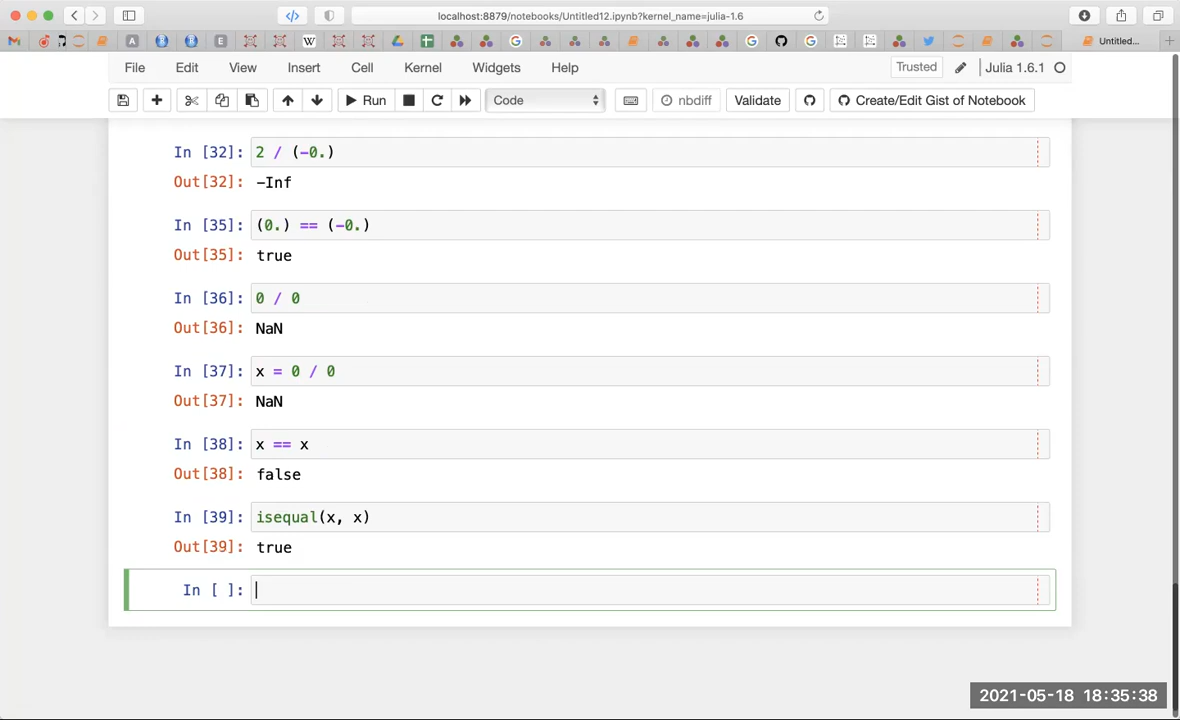 localhost:8879/notebooks/Untitled12.ipynb?kernel_name=julia-1.6
Untitled...
File Edit View Insert Cell Kernel Widgets Help Trusted Julia 1.6.1
Run Code nbdiff Validate Create/Edit Gist of Notebook
In [32]: 2 / (-0.)
Out[32]: -Inf
In [35]: (0.) == (-0.)
Out[35]: true
In [36]: 0 / 0
Out[36]: NaN
In [37]: x = 0 / 0
Out[37]: NaN
In [38]: x == x
Out[38]: false
In [39]: isequal(x, x)
Out[39]: true
In [ ]:
2021-05-18 18:35:38